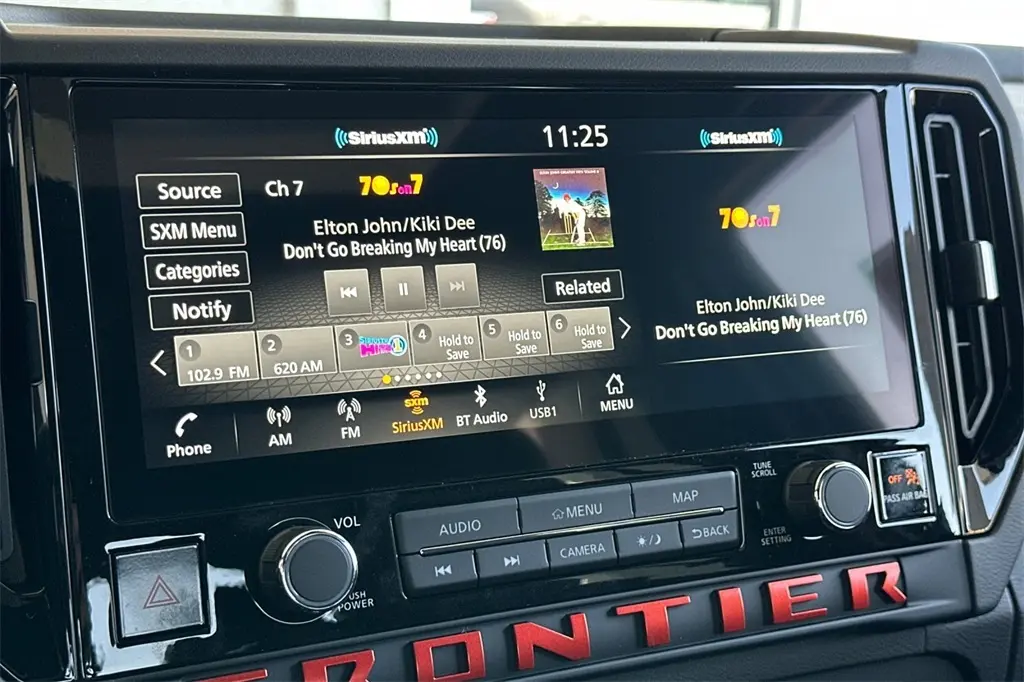 SiriusXM
11:25
SiriusXM
Source
Ch 7
70s on 7
SXM Menu
Elton John/Kiki Dee
Don't Go Breaking My Heart (76)
Categories
Notify
Related
70s on 7
Elton John/Kiki Dee
Don't Go Breaking My Heart (76)
1
102.9 FM
2
620 AM
3
4
Hold to
Save
5
Hold to
Save
6
Hold to
Save
Phone
AM
FM
sxm
SiriusXM
BT Audio
USB1
MENU
VOL
PUSH
POWER
AUDIO
MENU
MAP
CAMERA
BACK
TUNE
SCROLL
ENTER
SETTING
OFF
PASS AIR BAG
FRONTIER